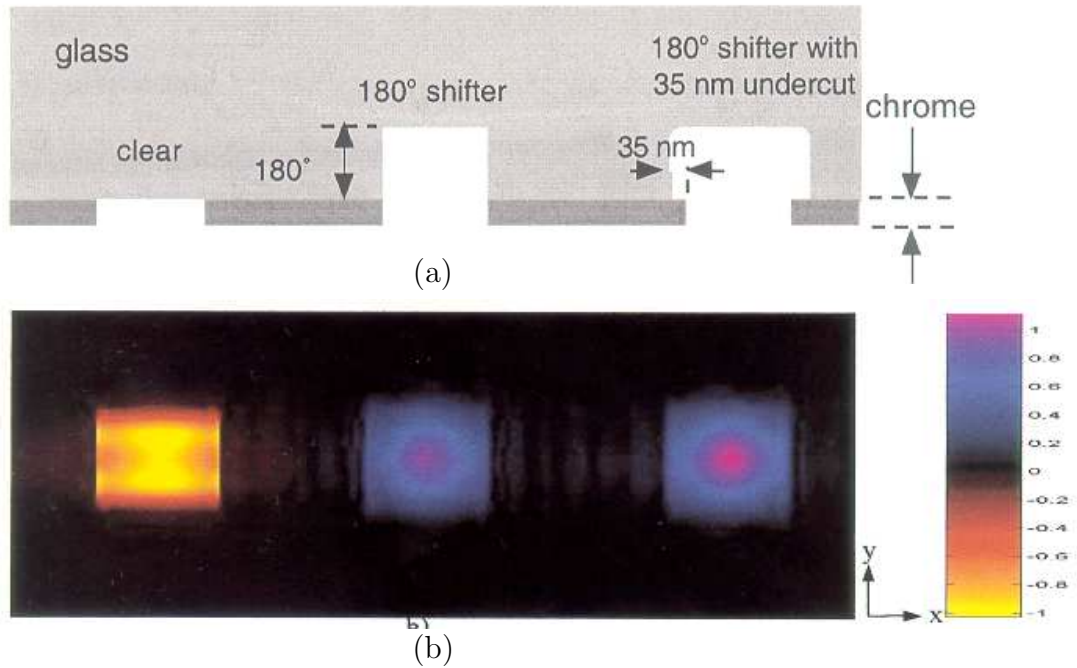 glass
clear
180° shifter
180°
180° shifter with
35 nm undercut
35 nm
chrome
(a)
1
0.8
0.6
0.4
0.2
0
-0.2
-0.4
-0.6
-0.8
-1
y
x
(b)